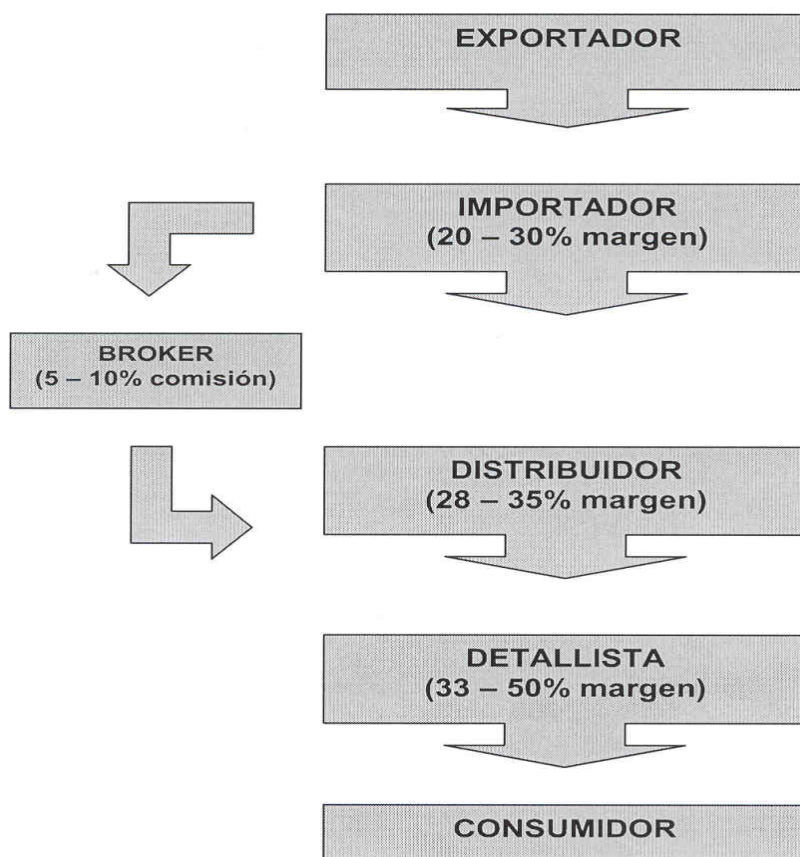 EXPORTADOR
IMPORTADOR
(20 – 30% margen)
BROKER
(5 – 10% comisión)
DISTRIBUIDOR
(28 – 35% margen)
DETALLISTA
(33 – 50% margen)
CONSUMIDOR